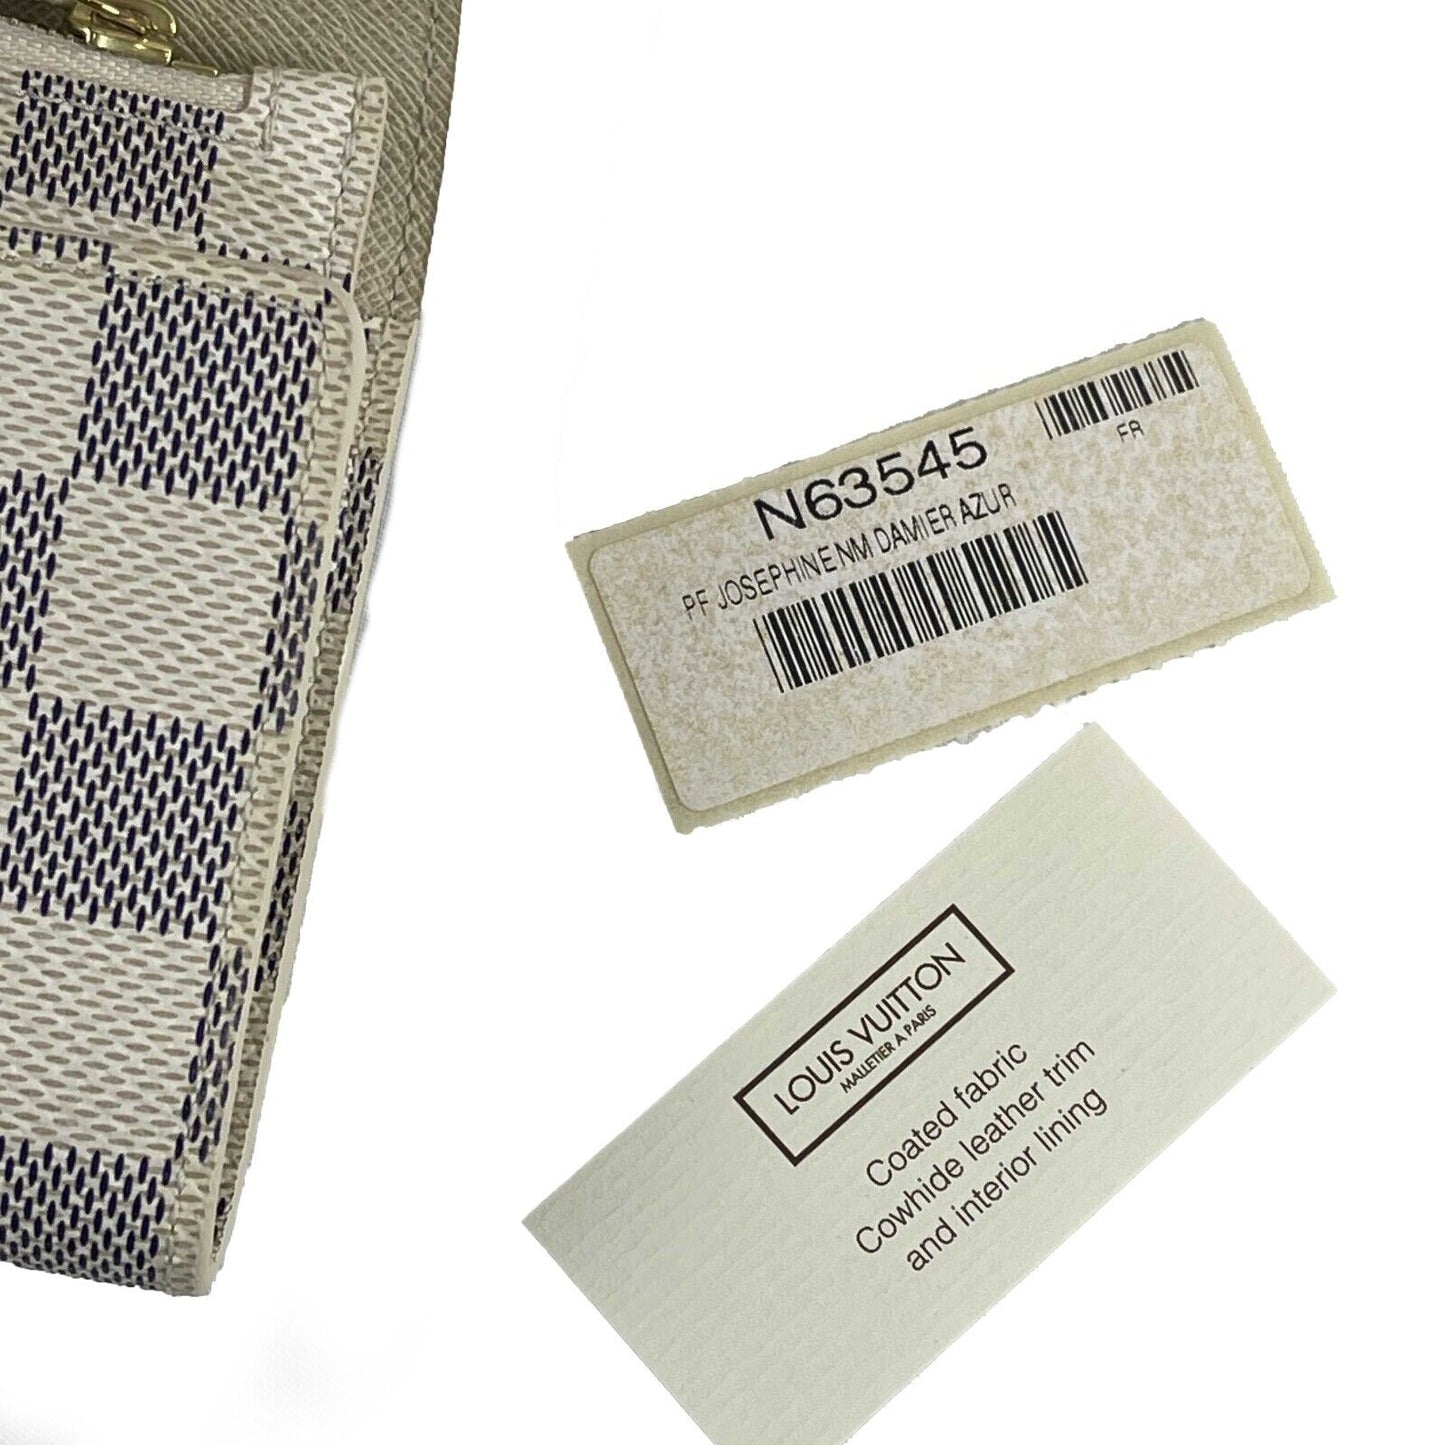 FR
N63545
PF JOSEPHINE NM DAMIER AZUR
LOUIS VUITTON
MALLETIER A PARIS
Coated fabric
Cowhide leather trim
and interior lining